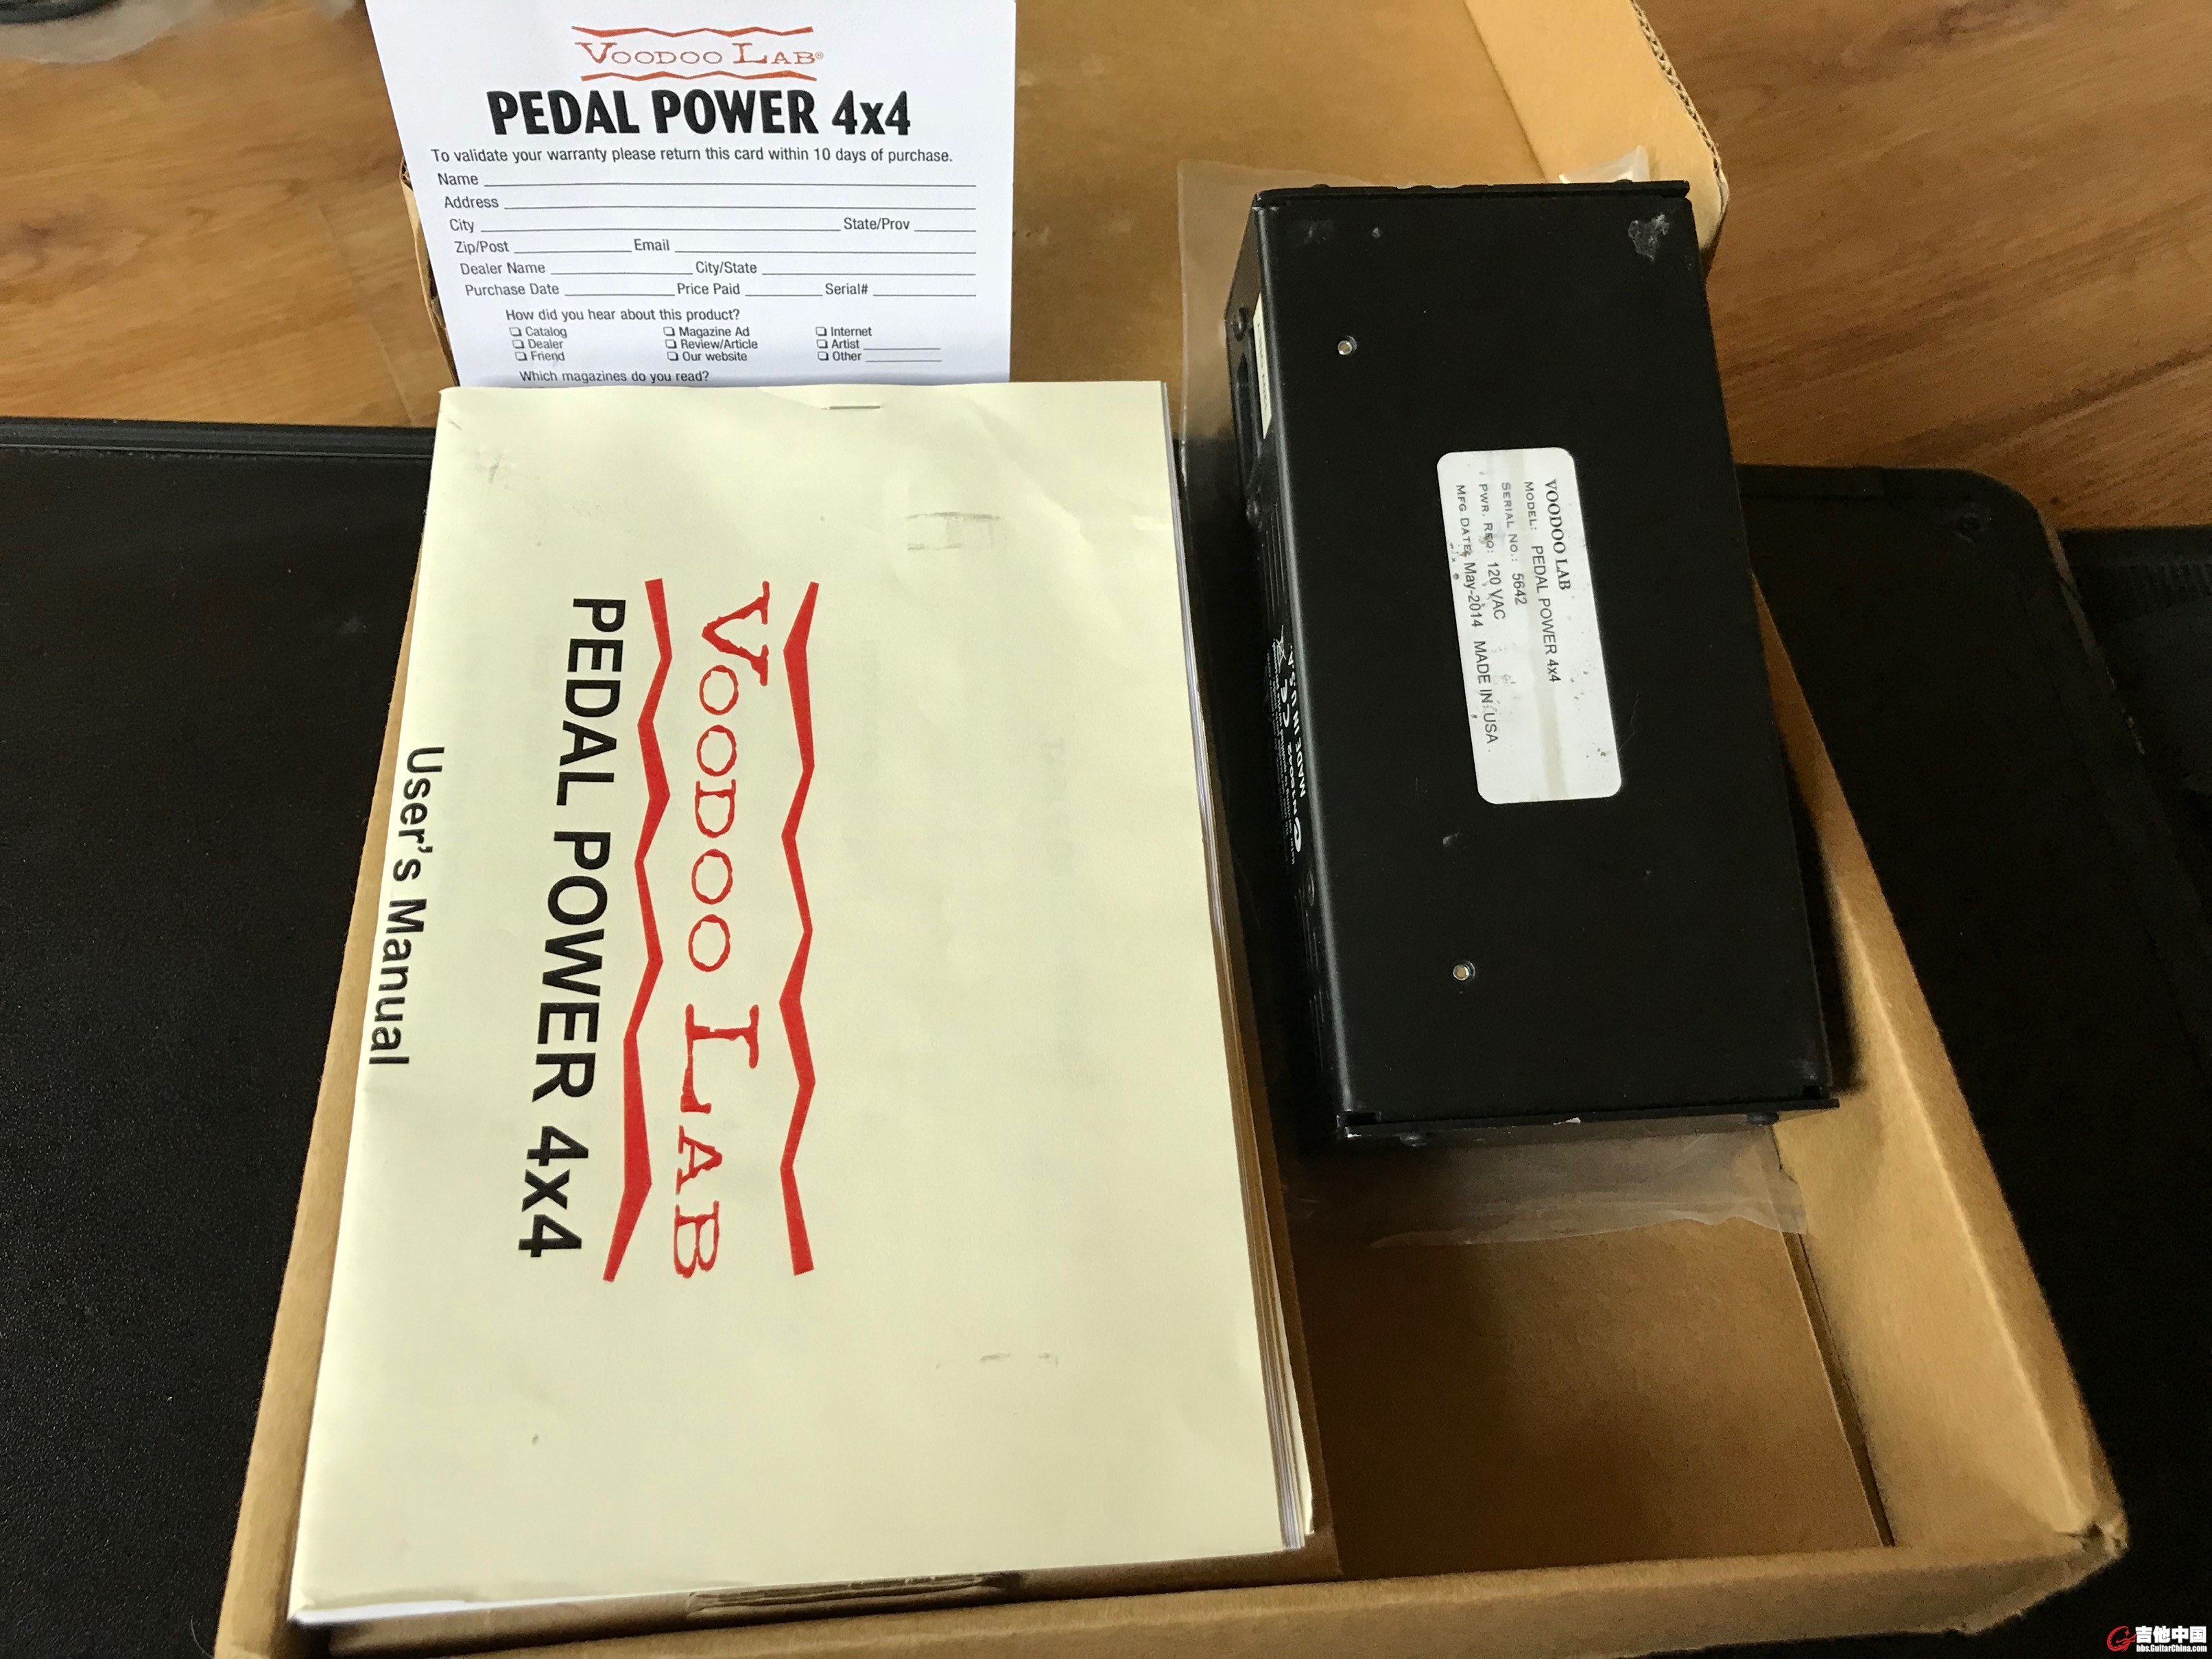 VOODOO LAB®
PEDAL POWER 4x4
To validate your warranty please return this card within 10 days of purchase.
Name
Address
City State/Prov
Zip/Post Email
Dealer Name City/State
Purchase Date Price Paid Serial#
How did you hear about this product?
❏ Catalog ❏ Magazine Ad ❏ Internet
❏ Dealer ❏ Review/Article ❏ Artist
❏ Friend ❏ Our website ❏ Other
Which magazines do you read?
VOODOO LAB
PEDAL POWER 4x4
User's Manual
VOODOO LAB
MODEL: PEDAL POWER 4x4
SERIAL NO.: 5642
PWR. REQ: 120 VAC
MFG DATE: May-2014 MADE IN USA
MADE IN U.S.A.
CE
吉他中国
bbs.GuitarChina.com